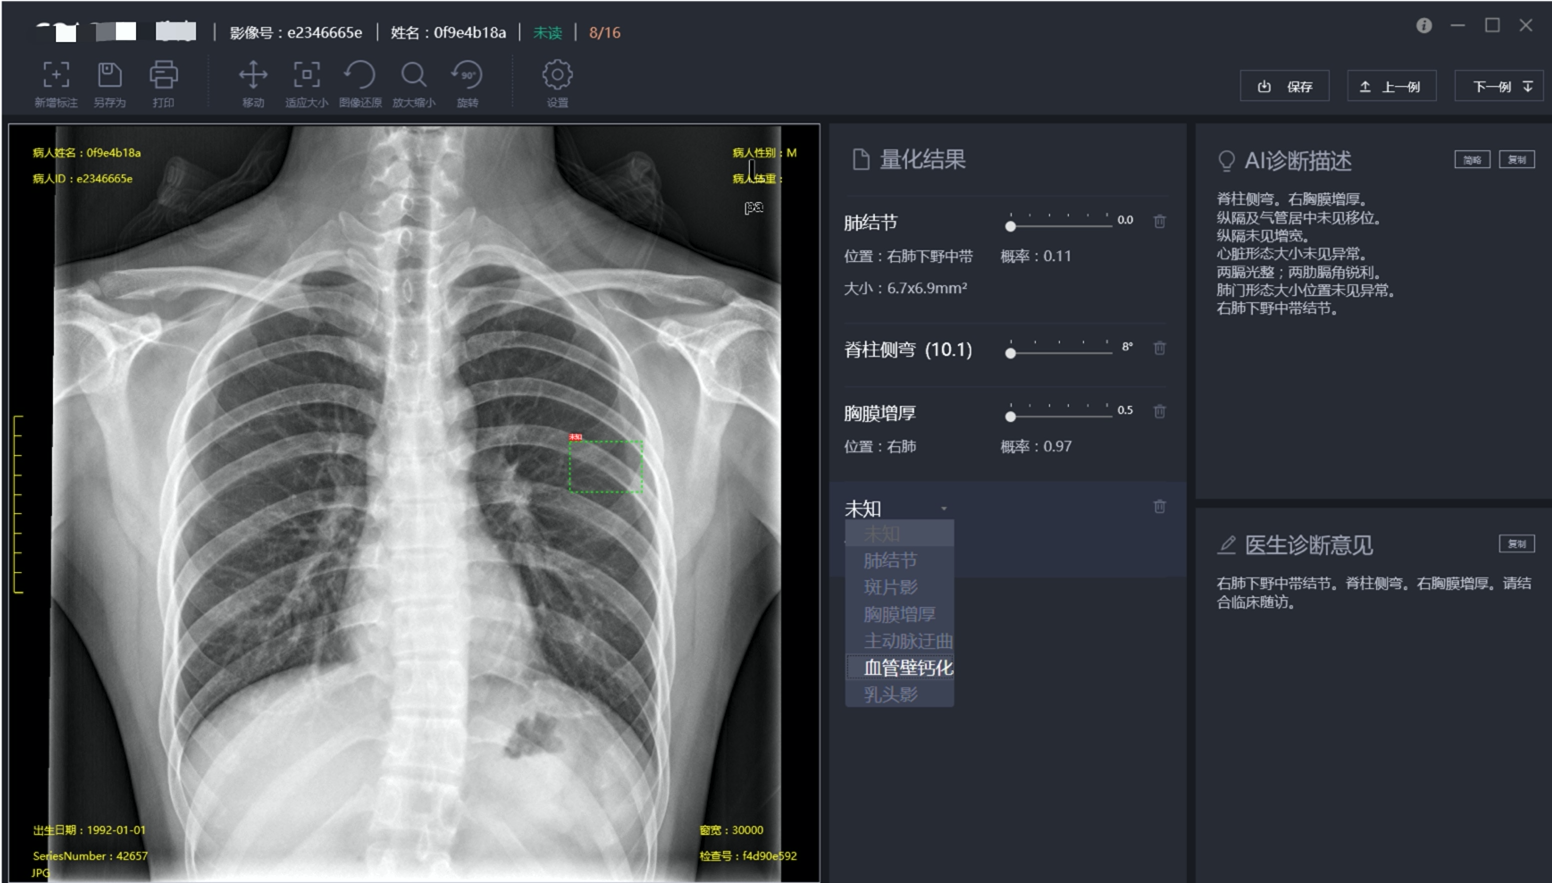 影像号：e2346665e
姓名：0f9e4b18a
未读
8/16
新增标注
另存为
打印
移动
适应大小
图像还原
放大缩小
90°
旋转
设置
保存
上一例
下一例
病人姓名：0f9e4b18a
病人ID：e2346665e
病人性别：M
病人体重：
L
pa
未知
出生日期：1992-01-01
SeriesNumber：42657
JPG
窗宽：30000
检查号：f4d90e592
量化结果
肺结节
0.0
位置：右肺下野中带
概率：0.11
大小：6.7x6.9mm²
脊柱侧弯 (10.1)
8°
胸膜增厚
0.5
位置：右肺
概率：0.97
未知
未知
肺结节
斑片影
胸膜增厚
主动脉迂曲
血管壁钙化
乳头影
AI诊断描述
简略
复制
脊柱侧弯。右胸膜增厚。
纵隔及气管居中未见移位。
纵隔未见增宽。
心脏形态大小未见异常。
两膈光整；两肋膈角锐利。
肺门形态大小位置未见异常。
右肺下野中带结节。
医生诊断意见
复制
右肺下野中带结节。脊柱侧弯。右胸膜增厚。请结
合临床随访。